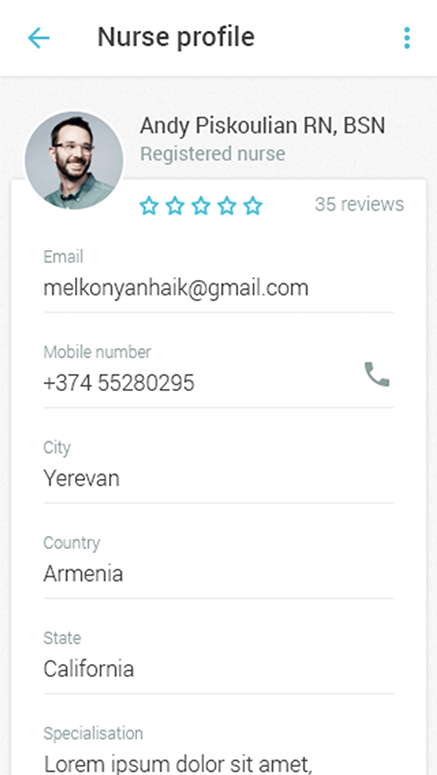 Nurse profile
Andy Piskoulian RN, BSN
Registered nurse
35 reviews
Email
melkonyanhaik@gmail.com
Mobile number
+374 55280295
City
Yerevan
Country
Armenia
State
California
Specialisation
Lorem ipsum dolor sit amet,